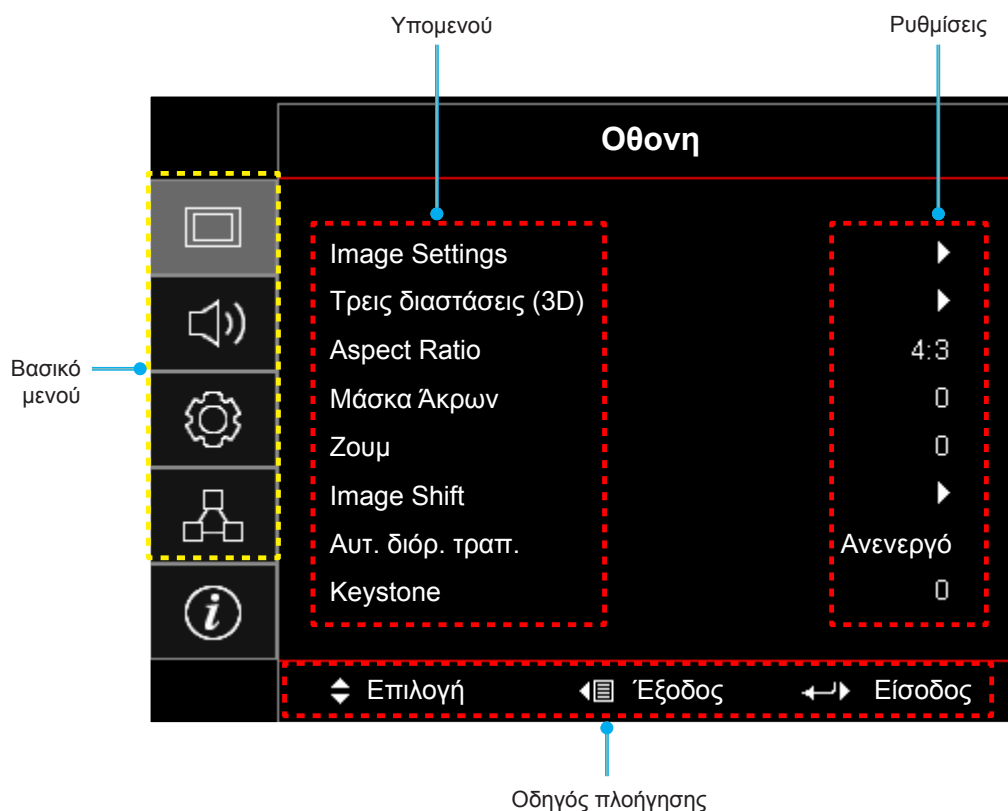 Υπομενού
Ρυθμίσεις
Οθονη
Image Settings
Τρεις διαστάσεις (3D)
Aspect Ratio 4:3
Μάσκα Άκρων 0
Ζουμ 0
Image Shift
Αυτ. διόρ. τραπ. Ανενεργό
Keystone 0
Βασικό
μενού
Επιλογή Έξοδος Είσοδος
Οδηγός πλοήγησης